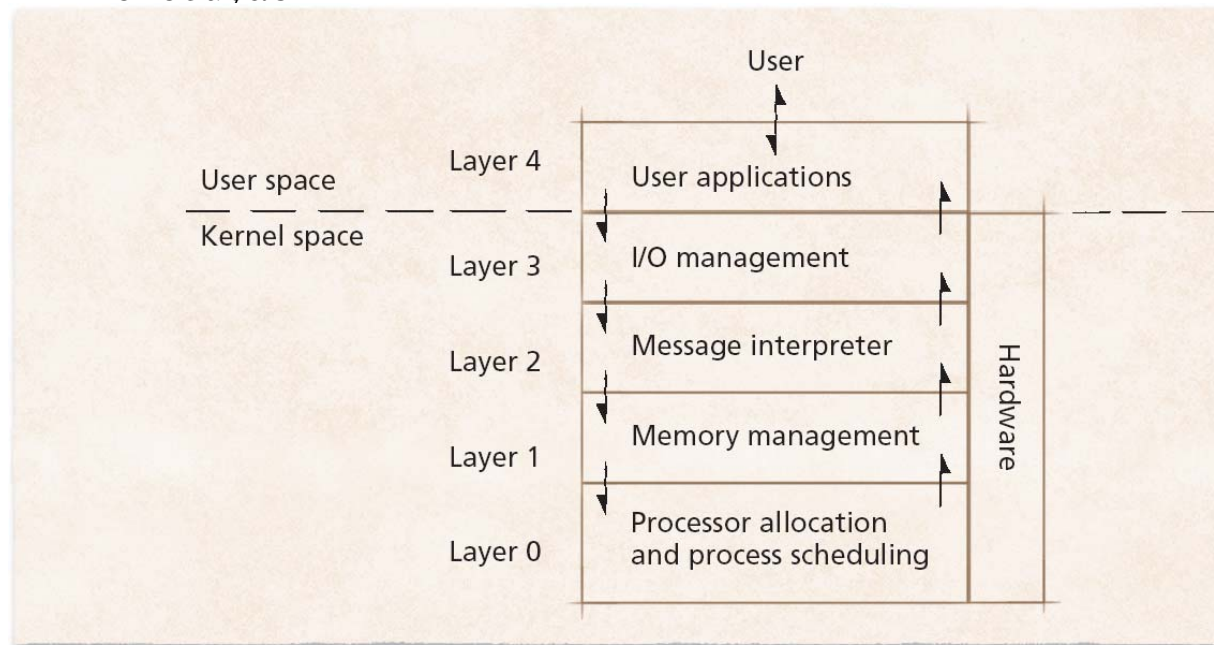 User
Layer 4
User applications
User space
Kernel space
Layer 3
I/O management
Layer 2
Message interpreter
Hardware
Layer 1
Memory management
Layer 0
Processor allocation
and process scheduling